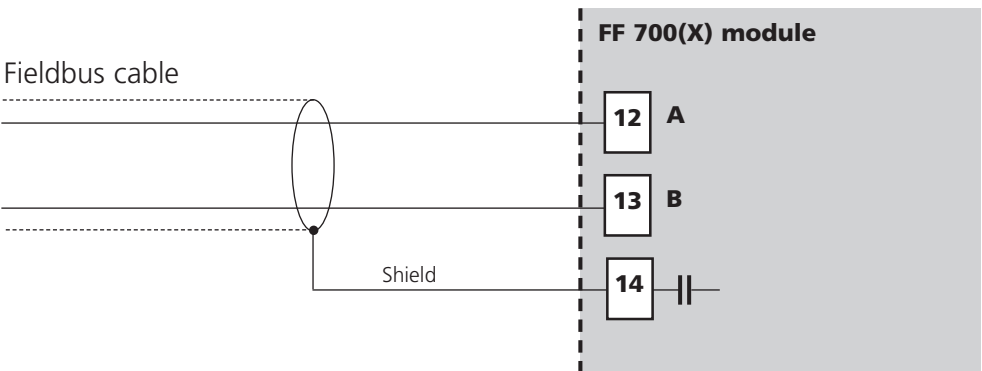 FF 700(X) module
Fieldbus cable
12 A
13 B
Shield
14